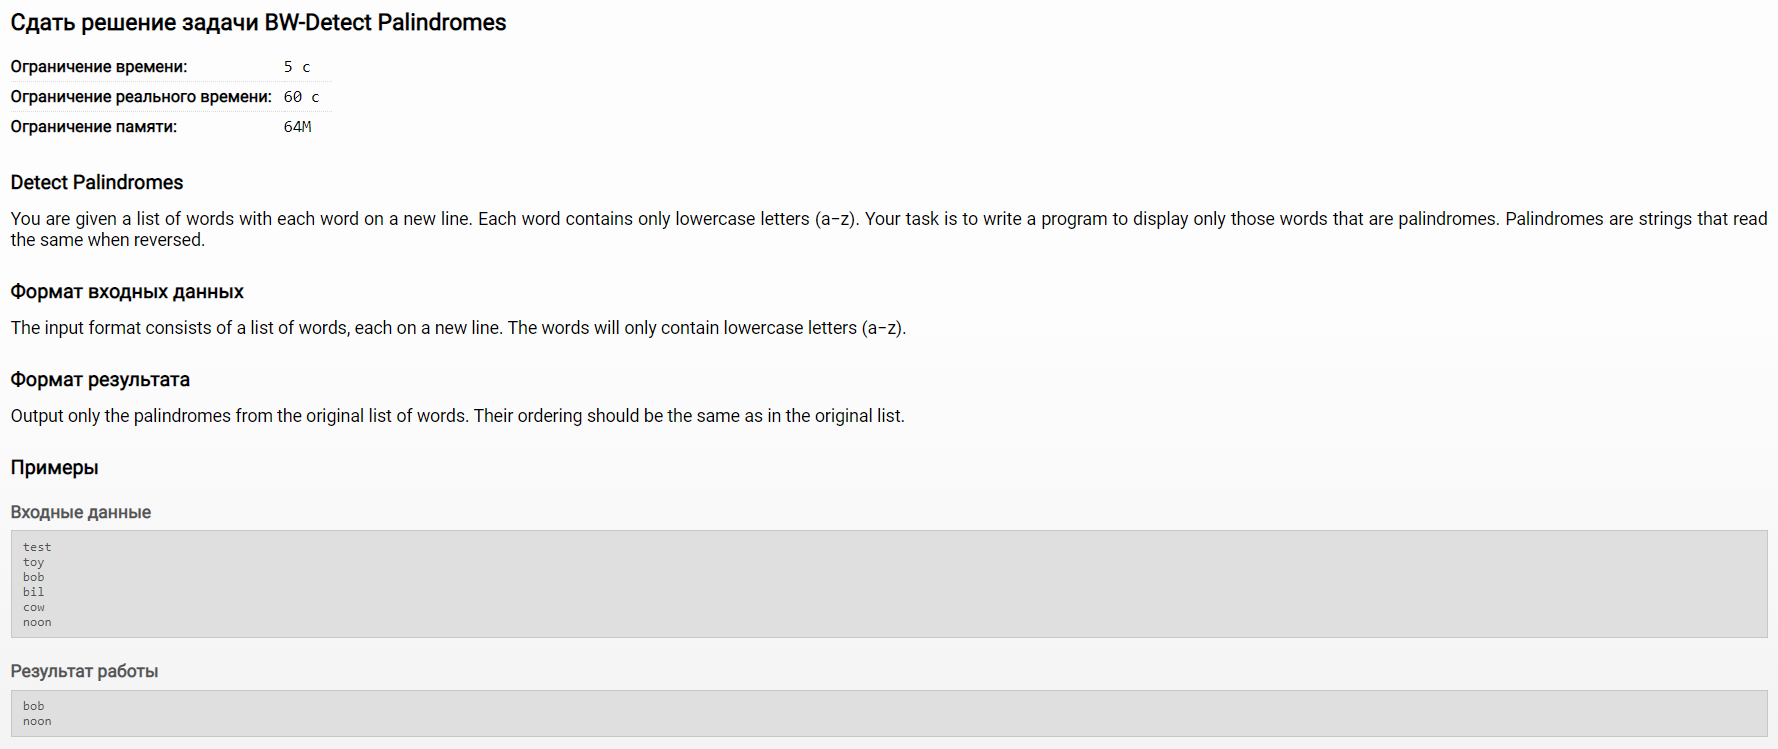 Сдать решение задачи BW-Detect Palindromes
Ограничение времени: 5 с
Ограничение реального времени: 60 с
Ограничение памяти: 64M
Detect Palindromes
You are given a list of words with each word on a new line. Each word contains only lowercase letters (a-z). Your task is to write a program to display only those words that are palindromes. Palindromes are strings that read
the same when reversed.
Формат входных данных
The input format consists of a list of words, each on a new line. The words will only contain lowercase letters (a-z).
Формат результата
Output only the palindromes from the original list of words. Their ordering should be the same as in the original list.
Примеры
Входные данные
test
toy
bob
bil
cow
noon
Результат работы
bob
noon